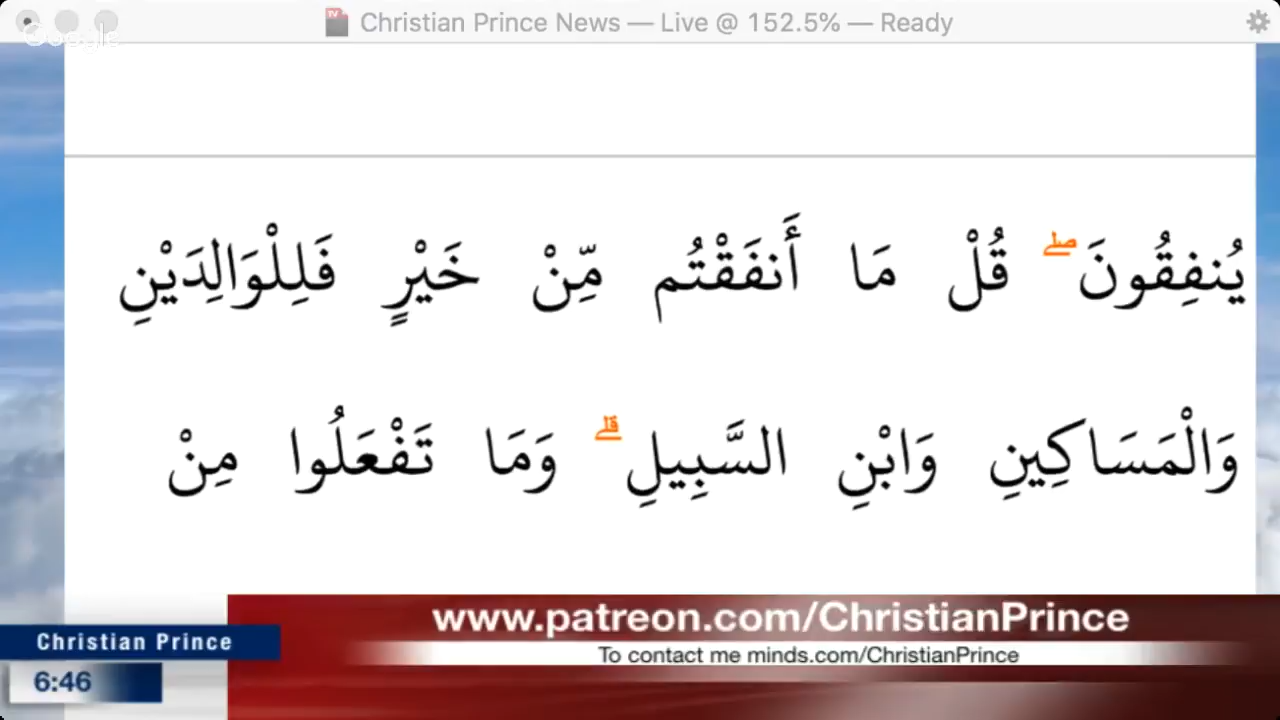 Christian Prince News — Live @ 152.5% — Ready
Google
يُنفِقُونَ ۖ قُلْ مَا أَنفَقْتُم مِّنْ خَيْرٍ فَلِلْوَالِدَيْنِ
وَالْمَسَاكِينِ وَابْنِ السَّبِيلِ ۗ وَمَا تَفْعَلُوا مِنْ
www.patreon.com/ChristianPrince
Christian Prince
To contact me minds.com/ChristianPrince
6:46